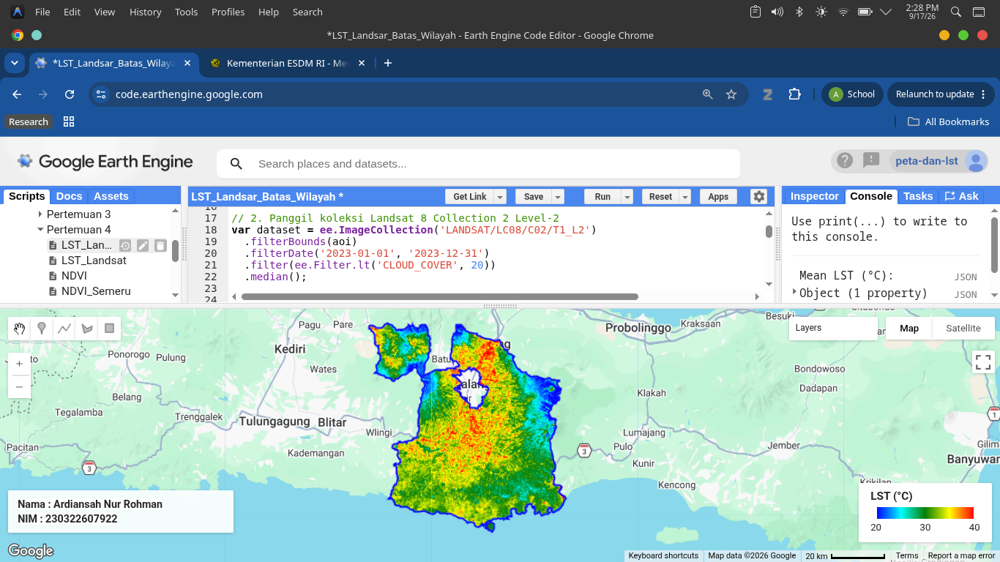 File Edit View History Tools Profiles Help Search
2:28 PM
9/17/26
*LST_Landsar_Batas_Wilayah - Earth Engine Code Editor - Google Chrome
*LST_Landsar_Batas_Wilaya
Kementerian ESDM RI - Me
code.earthengine.google.com
School
Relaunch to update
Research
All Bookmarks
Google Earth Engine
Search places and datasets...
peta-dan-lst
Scripts Docs Assets
Pertemuan 3
Pertemuan 4
LST_Lan...
LST_Landsat
NDVI
NDVI_Semeru
LST_Landsar_Batas_Wilayah *
Get Link Save Run Reset Apps
16
17 // 2. Panggil koleksi Landsat 8 Collection 2 Level-2
18 var dataset = ee.ImageCollection('LANDSAT/LC08/C02/T1_L2')
19 .filterBounds(aoi)
20 .filterDate('2023-01-01', '2023-12-31')
21 .filter(ee.Filter.lt('CLOUD_COVER', 20))
22 .median();
23
24
Inspector Console Tasks Ask
Use print(...) to write to
this console.
Mean LST (°C): JSON
Object (1 property) JSON
Layers
Map Satellite
Pagu
Pare
Kediri
Wates
Ponorogo
Pulung
Belang
Tegalamba
Trenggalek
Tulungagung
Blitar
Wlingi
Kademangan
Pacitan
3
Batu
Probolinggo
Kraksaan
Besuki
Bondowoso
Dadapan
Klakah
Lumajang
Pulo
3
Kunir
Jember
Kencong
1
Banyuwan
Krikilan
Nama : Ardiansah Nur Rohman
NIM : 230322607922
LST (°C)
20 30 40
Google
Keyboard shortcuts
Map data ©2026 Google
20 km
Terms
Report a map error